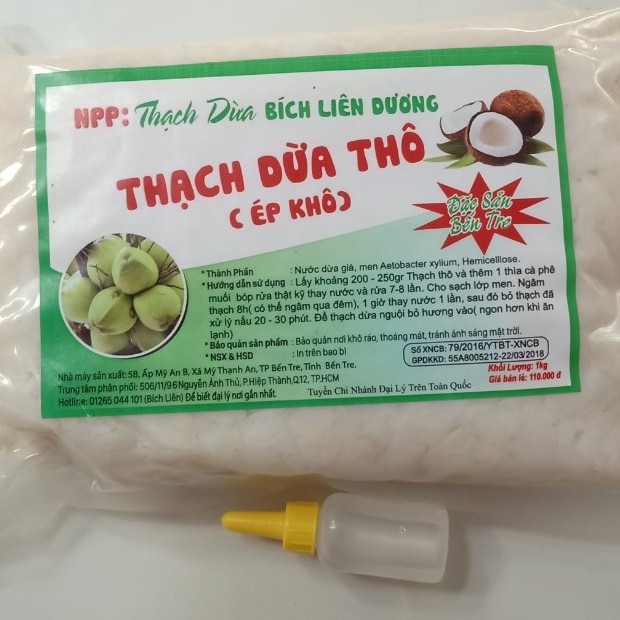 NPP: Thạch Dừa BÍCH LIÊN DƯƠNG
THẠCH DỪA THÔ
( ÉP KHÔ)
Đặc Sản
Bến Tre
* Thành Phần : Nước dừa già, men Aetobacter xylium, Hemicelllose.
* Hướng dẫn sử dụng : Lấy khoảng 200 - 250gr Thạch thô và thêm 1 thìa cà phê
muối bóp rửa thật kỹ thay nước và rửa 7-8 lần. Cho sạch lớp men. Ngâm
thạch 8h( có thể ngâm qua đêm), 1 giờ thay nước 1 lần, sau đó bỏ thạch đã
xử lý nấu 20 - 30 phút. Để thạch dừa nguội bỏ hương vào( ngon hơn khi ăn
lạnh)
* Bảo quản sản phẩm : Bảo quản nơi khô ráo, thoáng mát, tránh ánh sáng mặt trời.
* NSX & HSD : In trên bao bì
Số XNCB: 79/2016/YTBT-XNCB
GPDKKD: 55A8005212-22/03/2018
Khối Lượng: 1kg
Giá bán lẻ: 110.000 đ
Nhà máy sản xuất: 5B, Ấp Mỹ An B, Xã Mỹ Thạnh An, TP Bến Tre, Tỉnh Bến Tre.
Trung tâm phân phối: 506/11/96 Nguyễn Ảnh Thủ, P.Hiệp Thành, Q12, TP.HCM
Hotline: 01265 044 101 (Bích Liên) Để biết đại lý nơi gần nhất.
Tuyển Chi Nhánh Đại Lý Trên Toàn Quốc